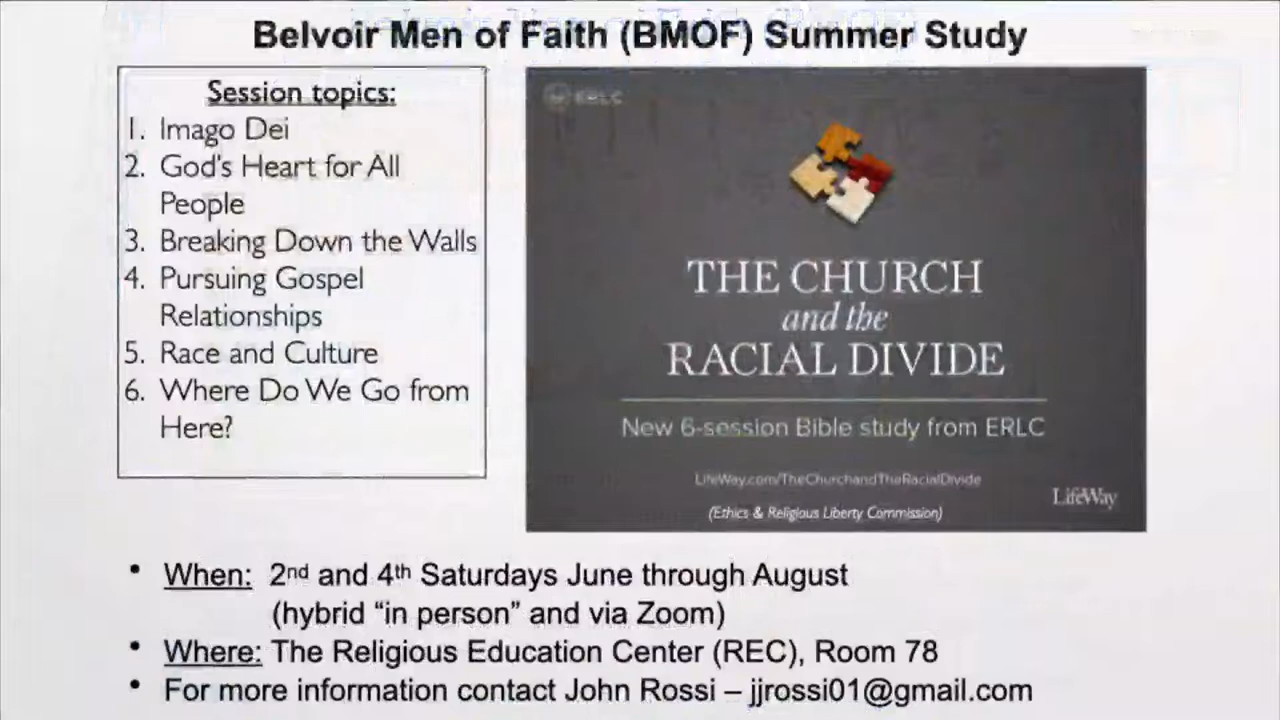 Belvoir Men of Faith (BMOF) Summer Study
Session topics:
1. Imago Dei
2. God's Heart for All
People
3. Breaking Down the Walls
4. Pursuing Gospel
Relationships
5. Race and Culture
6. Where Do We Go from
Here?
ERLC
THE CHURCH
and the
RACIAL DIVIDE
New 6-session Bible study from ERLC
LifeWay.com/TheChurchandTheRacialDivide
LifeWay
(Ethics & Religious Liberty Commission)
• When: 2nd and 4th Saturdays June through August
(hybrid “in person” and via Zoom)
• Where: The Religious Education Center (REC), Room 78
• For more information contact John Rossi – jjrossi01@gmail.com